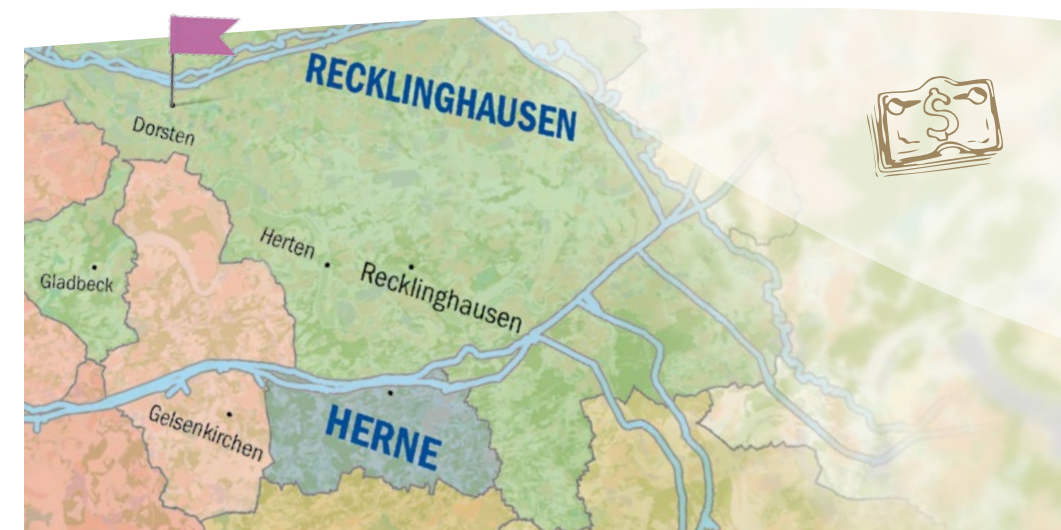 RECKLINGHAUSEN
Dorsten
Herten
Recklinghausen
Gladbeck
Gelsenkirchen
HERNE
$